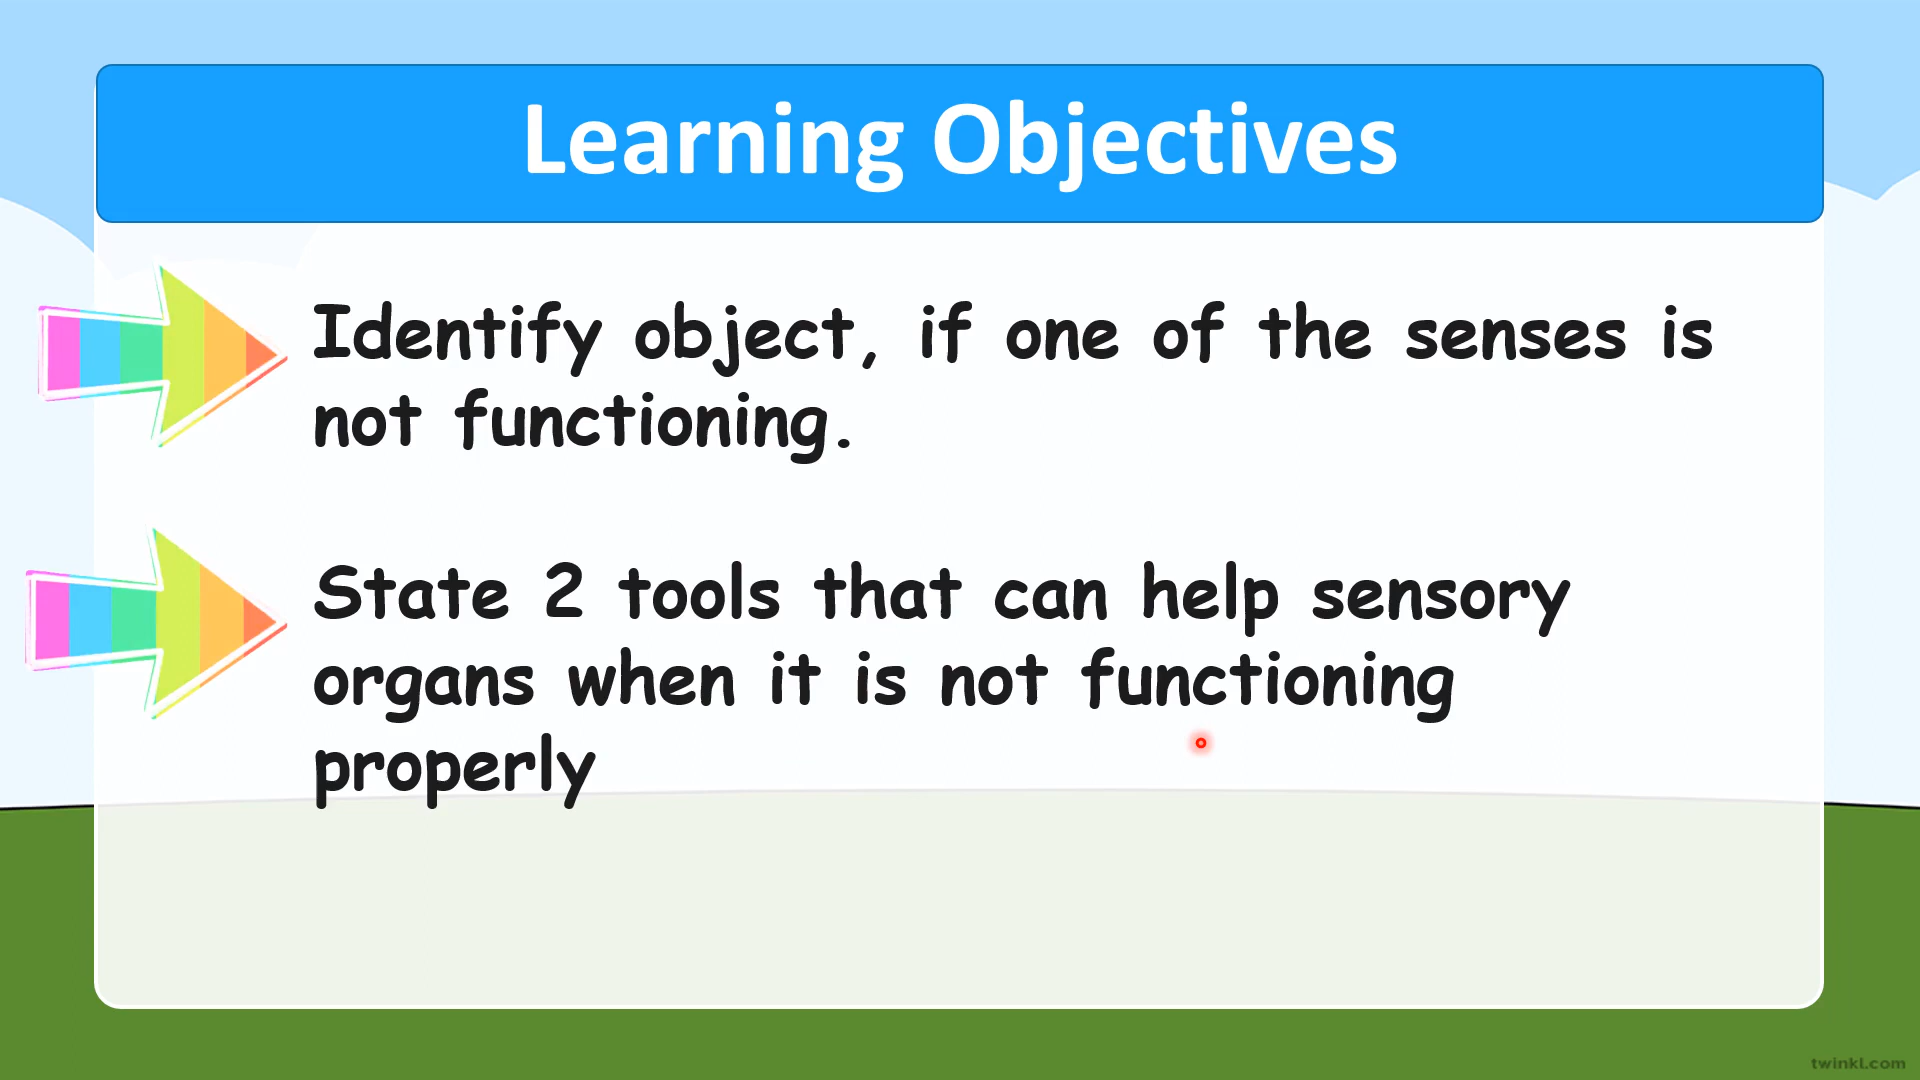 Learning Objectives
Identify object, if one of the senses is
not functioning.
State 2 tools that can help sensory
organs when it is not functioning
properly
twinkl.com